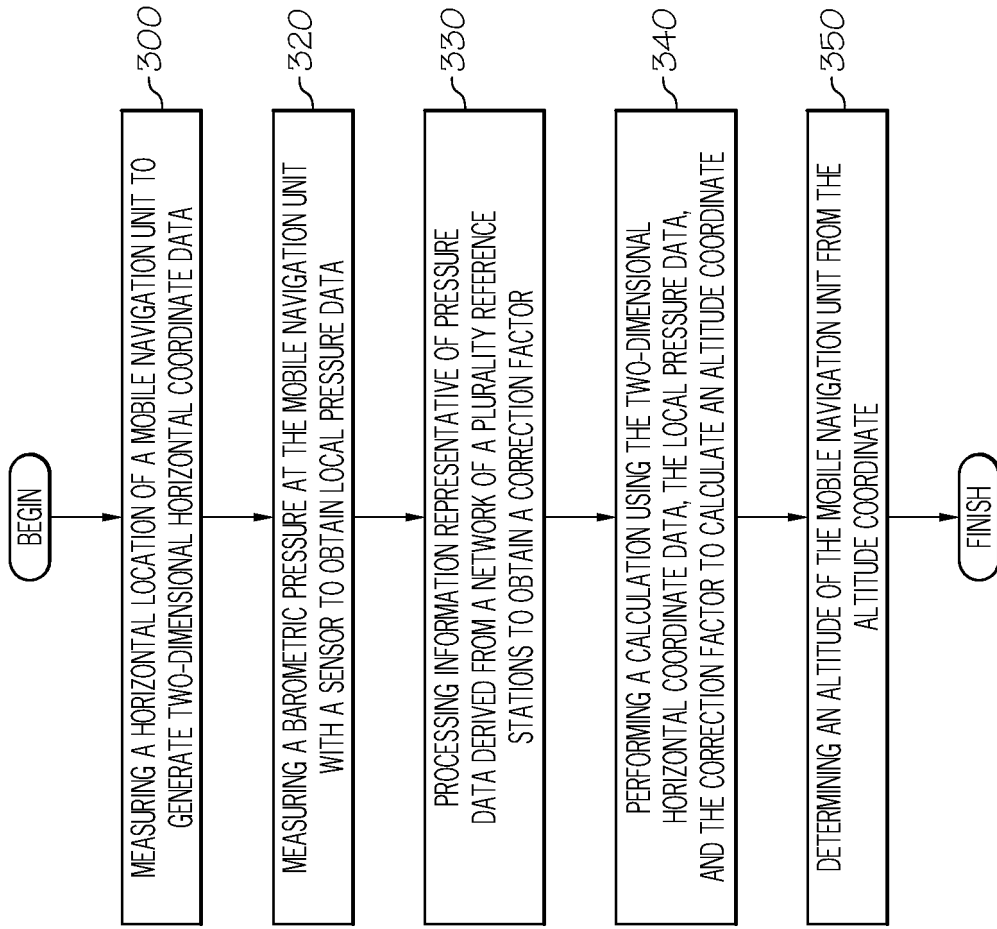 BEGIN
MEASURING A HORIZONTAL LOCATION OF A MOBILE NAVIGATION UNIT TO
GENERATE TWO-DIMENSIONAL HORIZONTAL COORDINATE DATA
300
MEASURING A BAROMETRIC PRESSURE AT THE MOBILE NAVIGATION UNIT
WITH A SENSOR TO OBTAIN LOCAL PRESSURE DATA
320
PROCESSING INFORMATION REPRESENTATIVE OF PRESSURE
DATA DERIVED FROM A NETWORK OF A PLURALITY REFERENCE
STATIONS TO OBTAIN A CORRECTION FACTOR
330
PERFORMING A CALCULATION USING THE TWO-DIMENSIONAL
HORIZONTAL COORDINATE DATA, THE LOCAL PRESSURE DATA,
AND THE CORRECTION FACTOR TO CALCULATE AN ALTITUDE COORDINATE
340
DETERMINING AN ALTITUDE OF THE MOBILE NAVIGATION UNIT FROM THE
ALTITUDE COORDINATE
350
FINISH